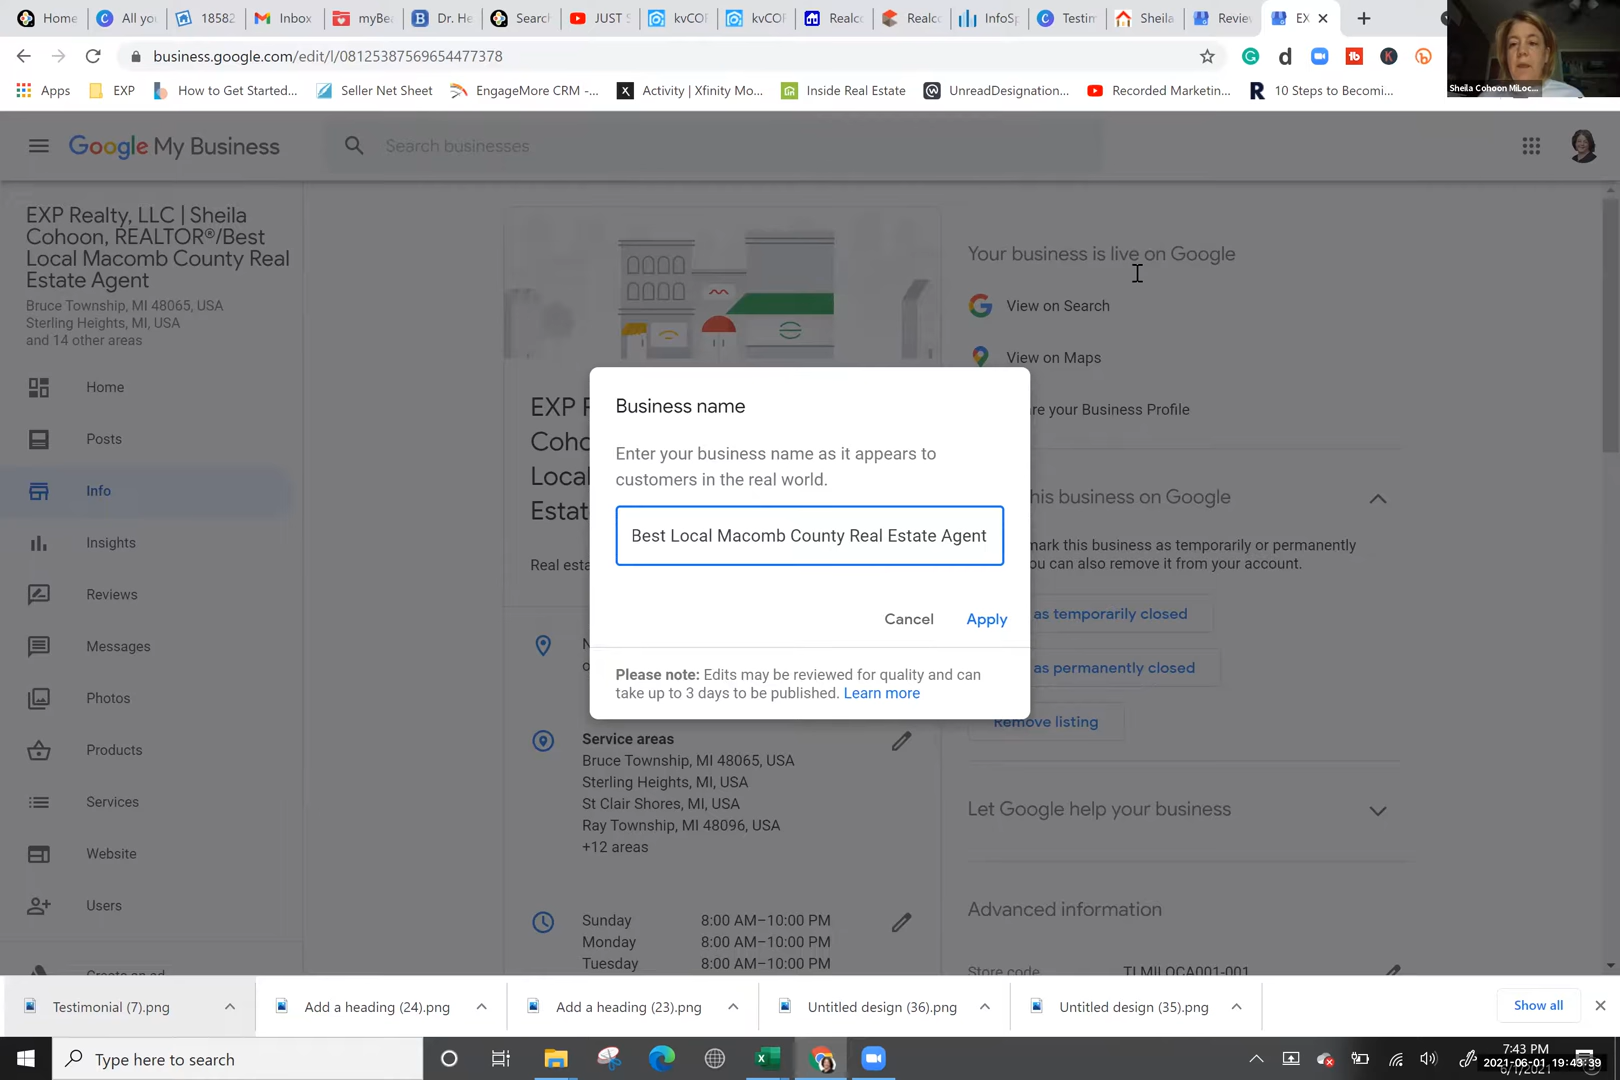 Home
All you
18582
Inbox
myBea
Dr. He
Search
JUST S
kvCOR
kvCOR
Realco
Realco
InfoSp
Testim
Sheila
Review
EX
business.google.com/edit/l/08125387569654477378
Apps
EXP
How to Get Started...
Seller Net Sheet
EngageMore CRM -...
Activity | Xfinity Mo...
Inside Real Estate
UnreadDesignation...
Recorded Marketin...
10 Steps to Becomi...
Sheila Cohoon MiLoc...
Google My Business
Search businesses
EXP Realty, LLC | Sheila
Cohoon, REALTOR®/Best
Local Macomb County Real
Estate Agent
Bruce Township, MI 48065, USA
Sterling Heights, MI, USA
and 14 other areas
Home
Posts
Info
Insights
Reviews
Messages
Photos
Products
Services
Website
Users
Create an ad
EXP R
Coho
Local
Estat
Real esta
Business name
Enter your business name as it appears to
customers in the real world.
Best Local Macomb County Real Estate Agent
Cancel
Apply
Please note: Edits may be reviewed for quality and can
take up to 3 days to be published. Learn more
Service areas
Bruce Township, MI 48065, USA
Sterling Heights, MI, USA
St Clair Shores, MI, USA
Ray Township, MI 48096, USA
+12 areas
Sunday 8:00 AM–10:00 PM
Monday 8:00 AM–10:00 PM
Tuesday 8:00 AM–10:00 PM
Your business is live on Google
View on Search
View on Maps
re your Business Profile
his business on Google
mark this business as temporarily or permanently
ou can also remove it from your account.
as temporarily closed
as permanently closed
Remove listing
Let Google help your business
Advanced information
Store code TLMILOCA001-001
Testimonial (7).png
Add a heading (24).png
Add a heading (23).png
Untitled design (36).png
Untitled design (35).png
Show all
Type here to search
7:43 PM
2021-06-01 19:43:39